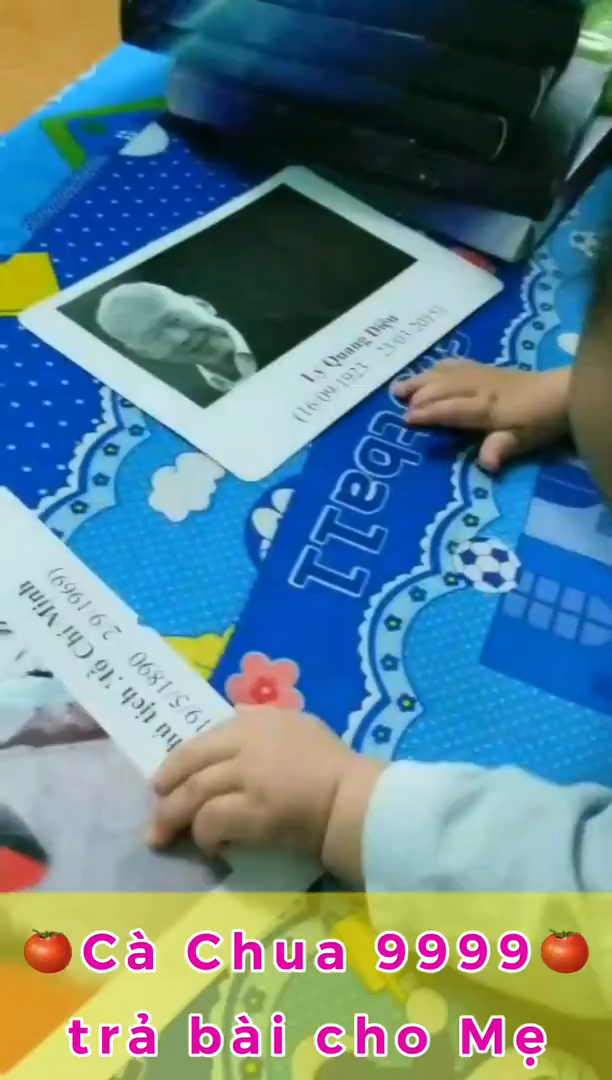 Lý Quang Diệu
(16/09/1923 23/03/2015)
Football
Chủ tịch Hồ Chí Minh
19/5/1890 2/9/1969)
🍅Cà Chua 9999🍅
trả bài cho Mẹ